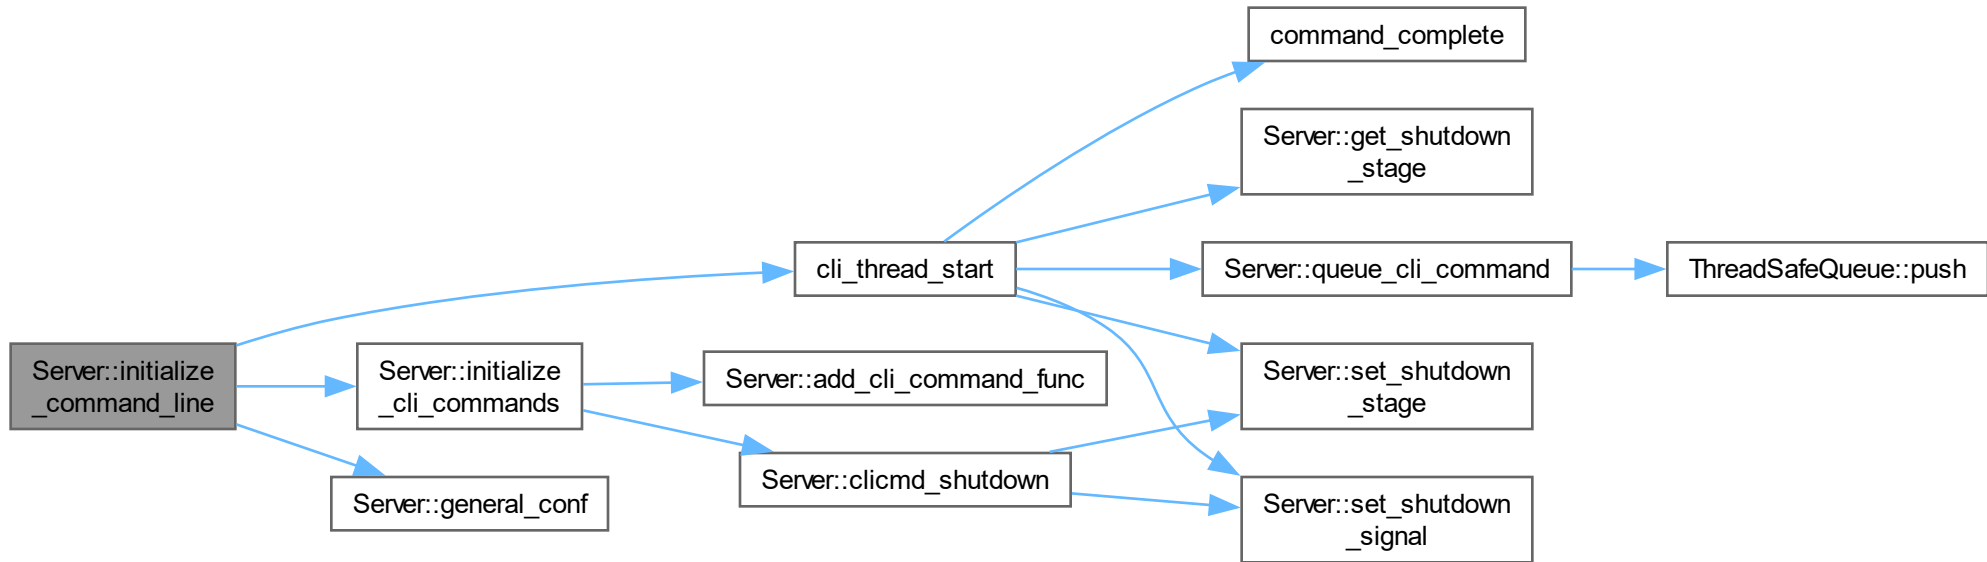 command_complete
Server::get_shutdown
_stage
cli_thread_start
Server::queue_cli_command
ThreadSafeQueue::push
Server::initialize
_command_line
Server::initialize
_cli_commands
Server::add_cli_command_func
Server::set_shutdown
_stage
Server::clicmd_shutdown
Server::general_conf
Server::set_shutdown
_signal